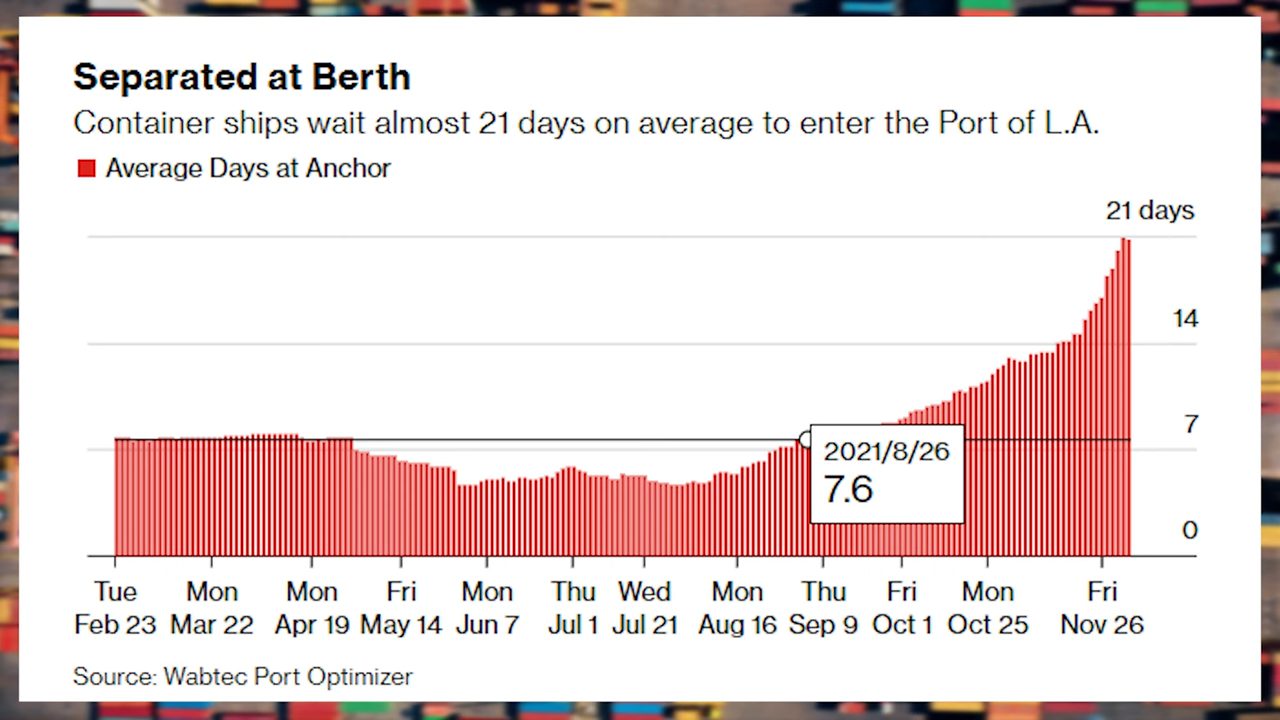 Separated at Berth
Container ships wait almost 21 days on average to enter the Port of L.A.
Average Days at Anchor
21 days
14
7
2021/8/26
7.6
0
Tue Mon Mon Fri Mon Thu Wed Mon Thu Fri Mon Fri
Feb 23 Mar 22 Apr 19 May 14 Jun 7 Jul 1 Jul 21 Aug 16 Sep 9 Oct 1 Oct 25 Nov 26
Source: Wabtec Port Optimizer